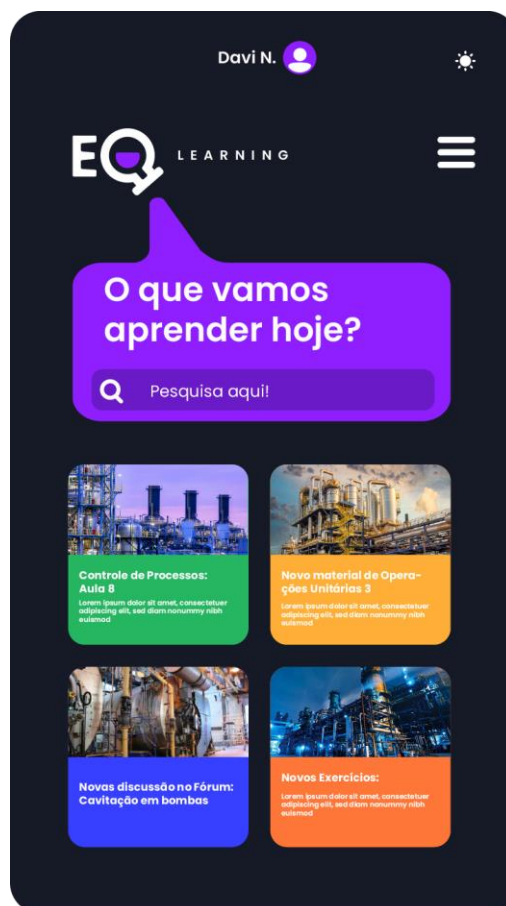 Davi N.
EQ LEARNING
O que vamos
aprender hoje?
Pesquisa aqui!
Controle de Processos:
Aula 8
Lorem ipsum dolor sit amet, consectetuer
adipiscing elit, sed diam nonummy nibh
euismod
Novo material de Opera-
ções Unitárias 3
Lorem ipsum dolor sit amet, consectetuer
adipiscing elit, sed diam nonummy nibh
euismod
Novas discussão no Fórum:
Cavitação em bombas
Novos Exercícios:
Lorem ipsum dolor sit amet, consectetuer
adipiscing elit, sed diam nonummy nibh
euismod